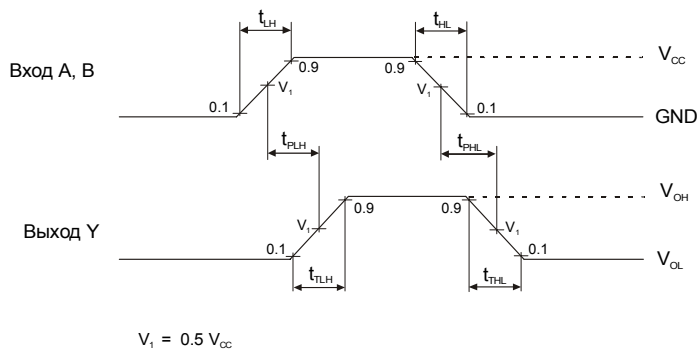 t_LH t_HL
Вход A, B 0.9 0.9 V_CC
V_1 V_1
0.1 0.1 GND
t_PLH t_PHL
0.9 0.9 V_OH
Выход Y V_1 V_1
0.1 0.1 V_OL
t_TLH t_THL
V_1 = 0.5 V_CC